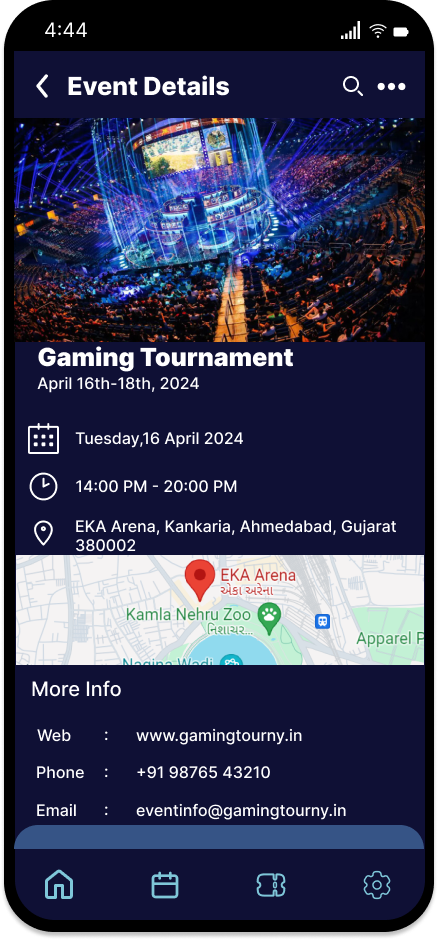 4:44
Event Details
Gaming Tournament
April 16th-18th, 2024
Tuesday,16 April 2024
14:00 PM - 20:00 PM
EKA Arena, Kankaria, Ahmedabad, Gujarat
380002
EKA Arena
એકા અરેના
Kamla Nehru Zoo
નિશાચર...
Apparel P
Nagina Wadi
More Info
Web : www.gamingtourny.in
Phone : +91 98765 43210
Email : eventinfo@gamingtourny.in